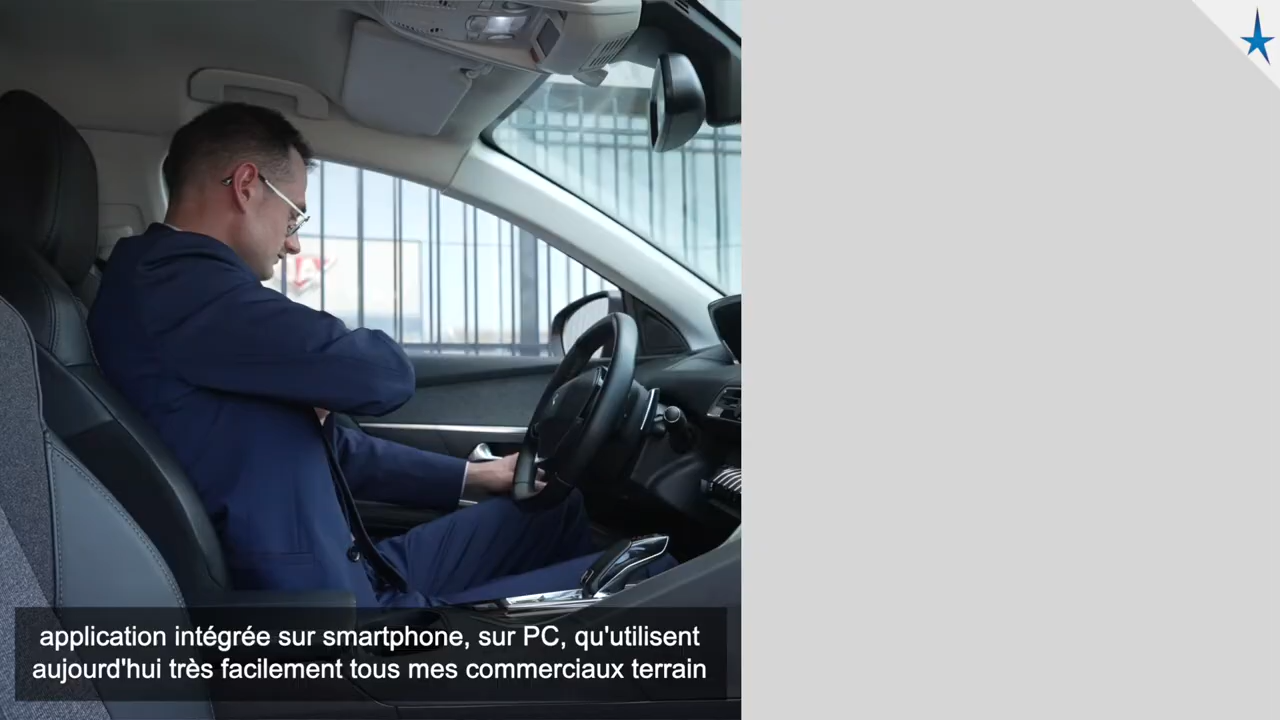 application intégrée sur smartphone, sur PC, qu'utilisent
aujourd'hui très facilement tous mes commerciaux terrain